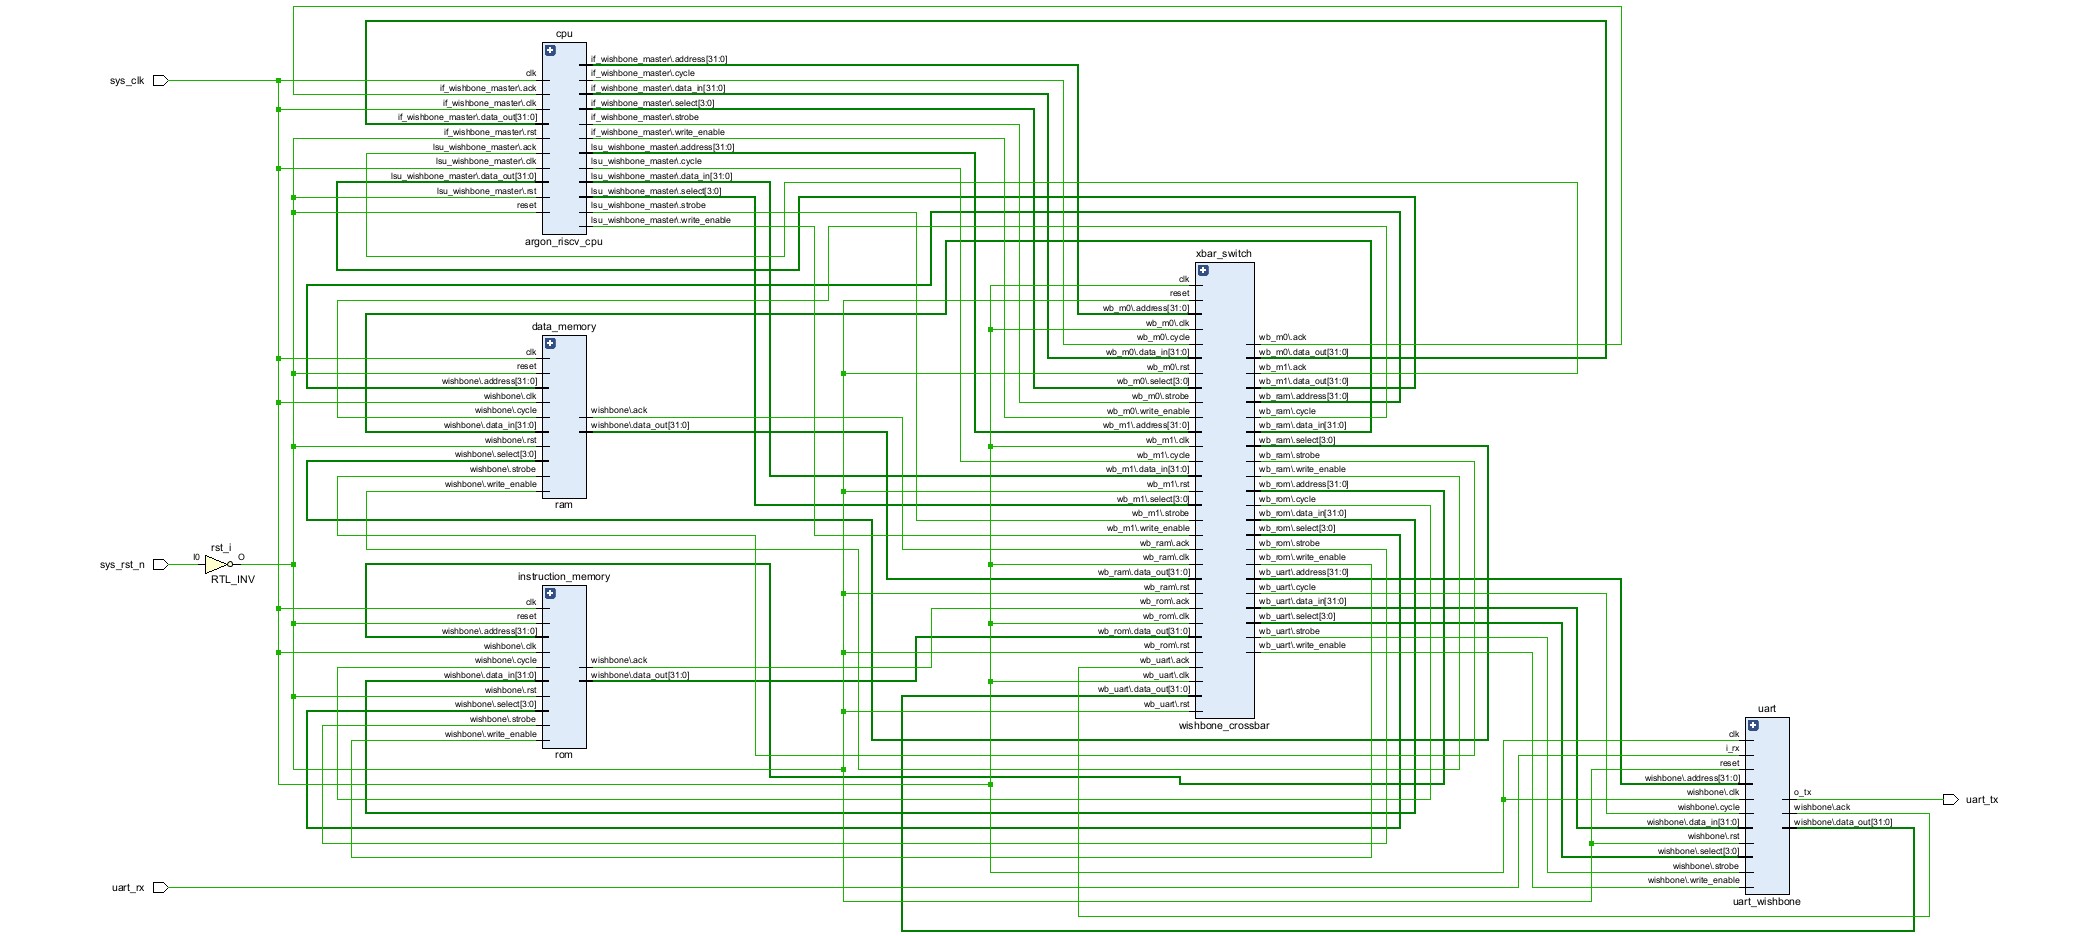 cpu
sys_clk
clk
if_wishbone_master\.ack
if_wishbone_master\.clk
if_wishbone_master\.data_out[31:0]
if_wishbone_master\.rst
lsu_wishbone_master\.ack
lsu_wishbone_master\.clk
lsu_wishbone_master\.data_out[31:0]
lsu_wishbone_master\.rst
reset
if_wishbone_master\.address[31:0]
if_wishbone_master\.cycle
if_wishbone_master\.data_in[31:0]
if_wishbone_master\.select[3:0]
if_wishbone_master\.strobe
if_wishbone_master\.write_enable
lsu_wishbone_master\.address[31:0]
lsu_wishbone_master\.cycle
lsu_wishbone_master\.data_in[31:0]
lsu_wishbone_master\.select[3:0]
lsu_wishbone_master\.strobe
lsu_wishbone_master\.write_enable
argon_riscv_cpu
data_memory
clk
reset
wishbone\.address[31:0]
wishbone\.clk
wishbone\.cycle
wishbone\.data_in[31:0]
wishbone\.rst
wishbone\.select[3:0]
wishbone\.strobe
wishbone\.write_enable
wishbone\.ack
wishbone\.data_out[31:0]
ram
sys_rst_n
rst_i
I0
O
RTL_INV
instruction_memory
clk
reset
wishbone\.address[31:0]
wishbone\.clk
wishbone\.cycle
wishbone\.data_in[31:0]
wishbone\.rst
wishbone\.select[3:0]
wishbone\.strobe
wishbone\.write_enable
wishbone\.ack
wishbone\.data_out[31:0]
rom
uart_rx
xbar_switch
clk
reset
wb_m0\.address[31:0]
wb_m0\.clk
wb_m0\.cycle
wb_m0\.data_in[31:0]
wb_m0\.rst
wb_m0\.select[3:0]
wb_m0\.strobe
wb_m0\.write_enable
wb_m1\.address[31:0]
wb_m1\.clk
wb_m1\.cycle
wb_m1\.data_in[31:0]
wb_m1\.rst
wb_m1\.select[3:0]
wb_m1\.strobe
wb_m1\.write_enable
wb_ram\.ack
wb_ram\.clk
wb_ram\.data_out[31:0]
wb_ram\.rst
wb_rom\.ack
wb_rom\.clk
wb_rom\.data_out[31:0]
wb_rom\.rst
wb_uart\.ack
wb_uart\.clk
wb_uart\.data_out[31:0]
wb_uart\.rst
wb_m0\.ack
wb_m0\.data_out[31:0]
wb_m1\.ack
wb_m1\.data_out[31:0]
wb_ram\.address[31:0]
wb_ram\.cycle
wb_ram\.data_in[31:0]
wb_ram\.select[3:0]
wb_ram\.strobe
wb_ram\.write_enable
wb_rom\.address[31:0]
wb_rom\.cycle
wb_rom\.data_in[31:0]
wb_rom\.select[3:0]
wb_rom\.strobe
wb_rom\.write_enable
wb_uart\.address[31:0]
wb_uart\.cycle
wb_uart\.data_in[31:0]
wb_uart\.select[3:0]
wb_uart\.strobe
wb_uart\.write_enable
wishbone_crossbar
uart
clk
i_rx
reset
wishbone\.address[31:0]
wishbone\.clk
wishbone\.cycle
wishbone\.data_in[31:0]
wishbone\.rst
wishbone\.select[3:0]
wishbone\.strobe
wishbone\.write_enable
o_tx
wishbone\.ack
wishbone\.data_out[31:0]
uart_wishbone
uart_tx